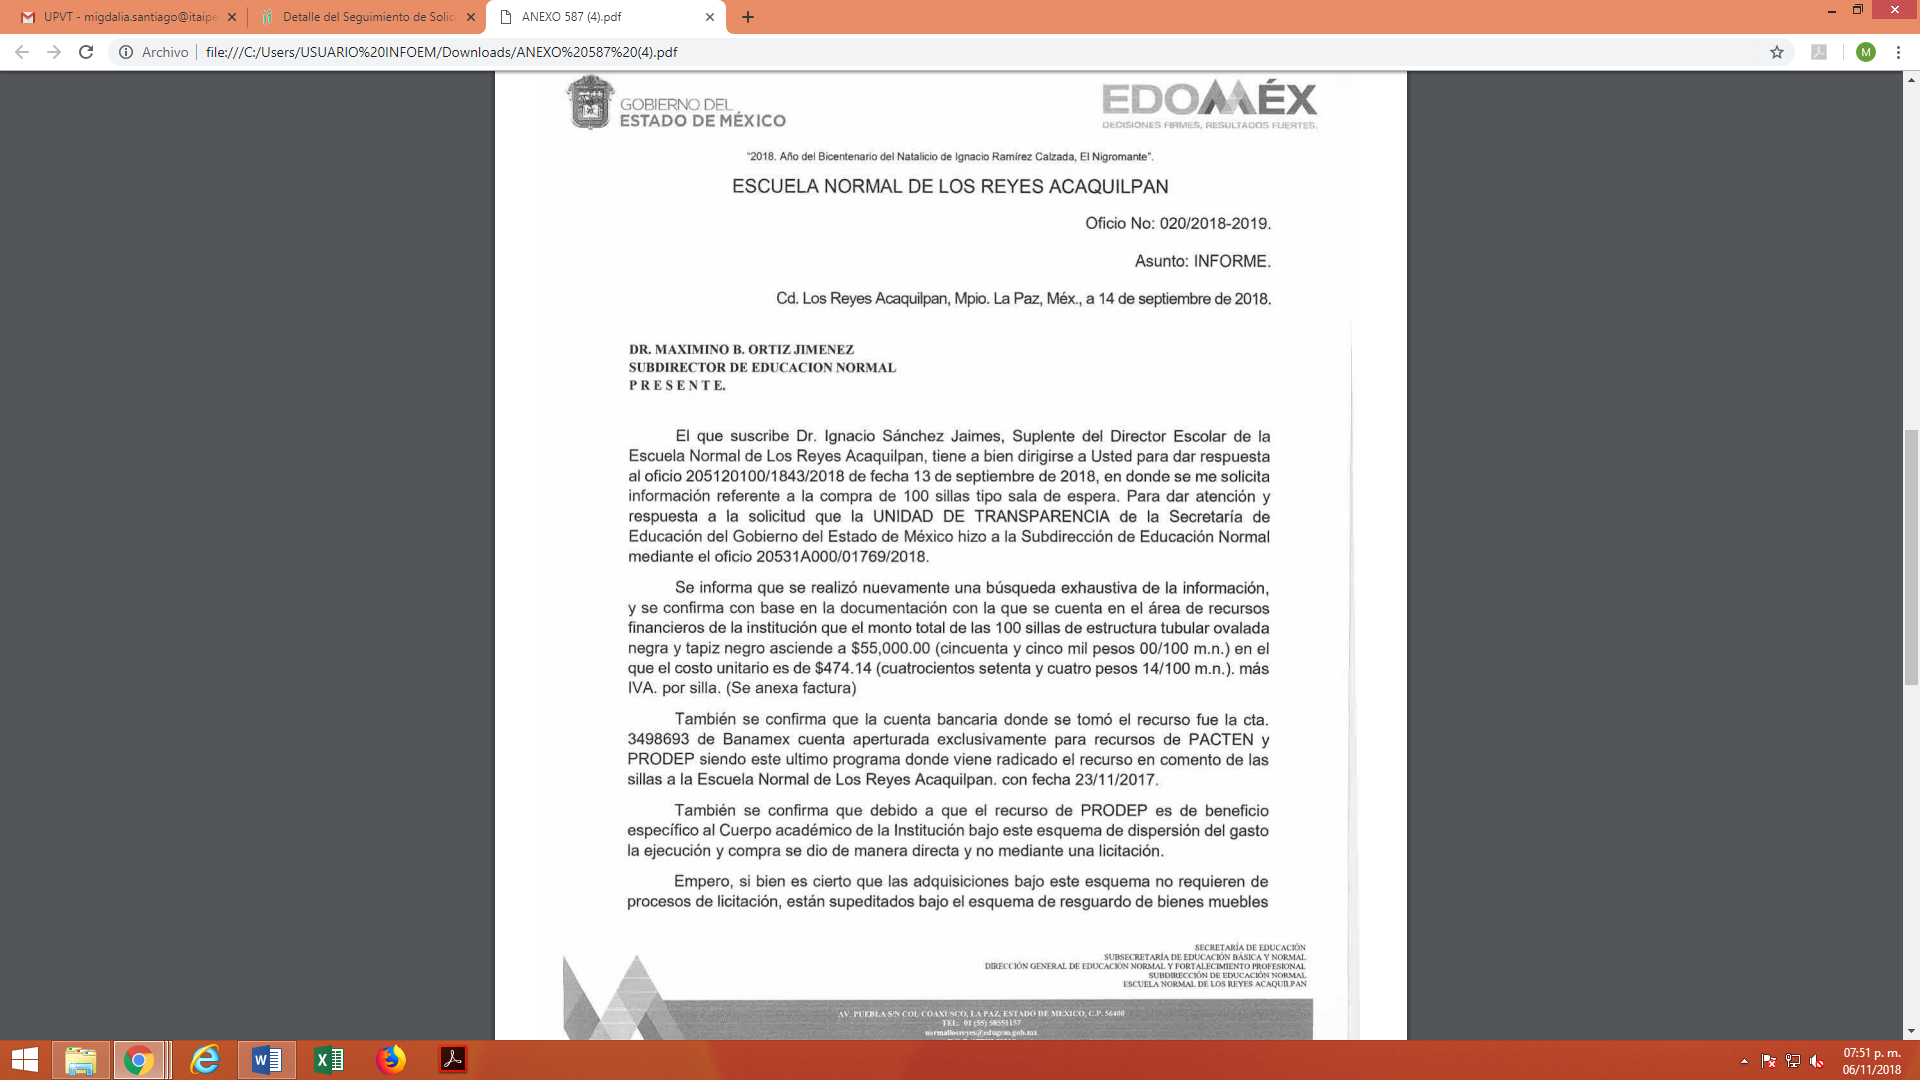 UPVT - migdalia.santiago@itaipe
Detalle del Seguimiento de Solic
ANEXO 587 (4).pdf
Archivo
file:///C:/Users/USUARIO%20INFOEM/Downloads/ANEXO%20587%20(4).pdf
M
GOBIERNO DEL
ESTADO DE MÉXICO
EDOMÉX
DECISIONES FIRMES, RESULTADOS FUERTES.
"2018. Año del Bicentenario del Natalicio de Ignacio Ramírez Calzada, El Nigromante".
ESCUELA NORMAL DE LOS REYES ACAQUILPAN
Oficio No: 020/2018-2019.
Asunto: INFORME.
Cd. Los Reyes Acaquilpan, Mpio. La Paz, Méx., a 14 de septiembre de 2018.
DR. MAXIMINO B. ORTIZ JIMENEZ
SUBDIRECTOR DE EDUCACION NORMAL
P R E S E N T E.
El que suscribe Dr. Ignacio Sánchez Jaimes, Suplente del Director Escolar de la
Escuela Normal de Los Reyes Acaquilpan, tiene a bien dirigirse a Usted para dar respuesta
al oficio 205120100/1843/2018 de fecha 13 de septiembre de 2018, en donde se me solicita
información referente a la compra de 100 sillas tipo sala de espera. Para dar atención y
respuesta a la solicitud que la UNIDAD DE TRANSPARENCIA de la Secretaría de
Educación del Gobierno del Estado de México hizo a la Subdirección de Educación Normal
mediante el oficio 20531A000/01769/2018.
Se informa que se realizó nuevamente una búsqueda exhaustiva de la información,
y se confirma con base en la documentación con la que se cuenta en el área de recursos
financieros de la institución que el monto total de las 100 sillas de estructura tubular ovalada
negra y tapiz negro asciende a $55,000.00 (cincuenta y cinco mil pesos 00/100 m.n.) en el
que el costo unitario es de $474.14 (cuatrocientos setenta y cuatro pesos 14/100 m.n.). más
IVA. por silla. (Se anexa factura)
También se confirma que la cuenta bancaria donde se tomó el recurso fue la cta.
3498693 de Banamex cuenta aperturada exclusivamente para recursos de PACTEN y
PRODEP siendo este ultimo programa donde viene radicado el recurso en comento de las
sillas a la Escuela Normal de Los Reyes Acaquilpan. con fecha 23/11/2017.
También se confirma que debido a que el recurso de PRODEP es de beneficio
específico al Cuerpo académico de la Institución bajo este esquema de dispersión del gasto
la ejecución y compra se dio de manera directa y no mediante una licitación.
Empero, si bien es cierto que las adquisiciones bajo este esquema no requieren de
procesos de licitación, están supeditados bajo el esquema de resguardo de bienes muebles
SECRETARÍA DE EDUCACIÓN
SUBSECRETARÍA DE EDUCACIÓN BÁSICA Y NORMAL
DIRECCIÓN GENERAL DE EDUCACIÓN NORMAL Y FORTALECIMIENTO PROFESIONAL
SUBDIRECCIÓN DE EDUCACIÓN NORMAL
ESCUELA NORMAL DE LOS REYES ACAQUILPAN
AV. PUEBLA S/N COL COAXUSCO, LA PAZ, ESTADO DE MÉXICO, C.P. 56400
TEL. 01 (55) 58551157
normallosreyes@edugem.gob.mx
07:51 p. m.
06/11/2018